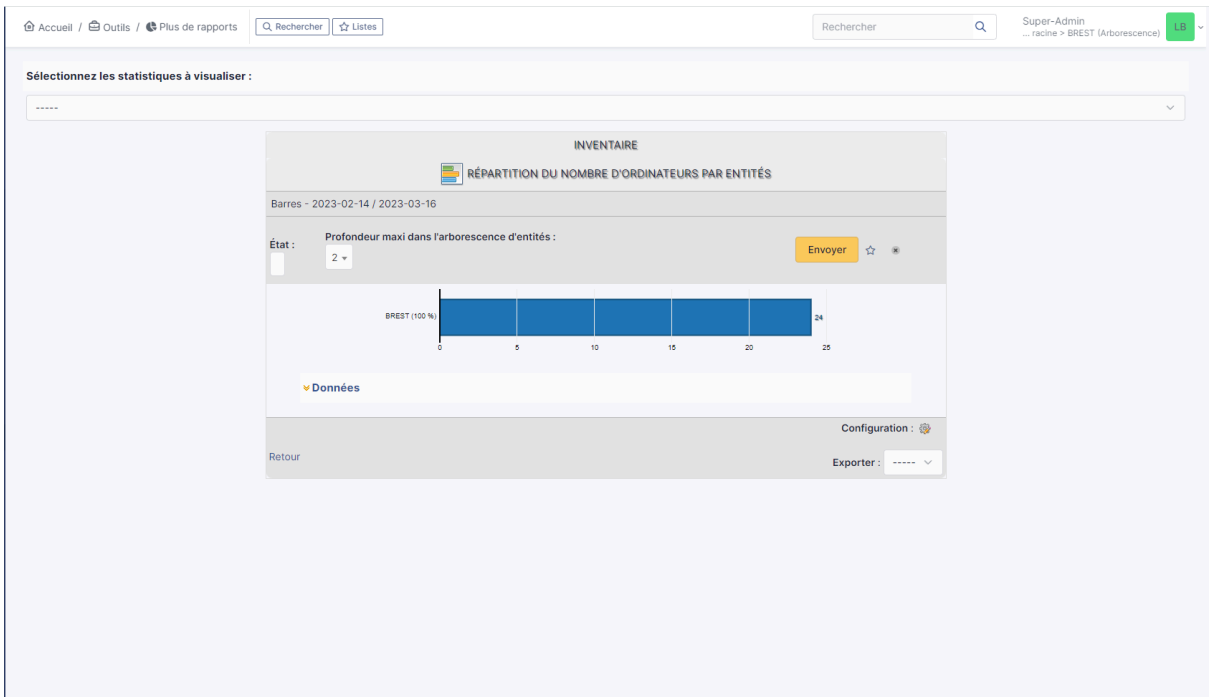 Accueil / Outils / Plus de rapports Rechercher Listes Rechercher Super-Admin
... racine > BREST (Arborescence) LB
Sélectionnez les statistiques à visualiser :
-----
INVENTAIRE
RÉPARTITION DU NOMBRE D'ORDINATEURS PAR ENTITÉS
Barres - 2023-02-14 / 2023-03-16
État : Profondeur maxi dans l'arborescence d'entités :
2 Envoyer
BREST (100 %) 24
0 5 10 15 20 25
Données
Configuration :
Retour
Exporter : -----